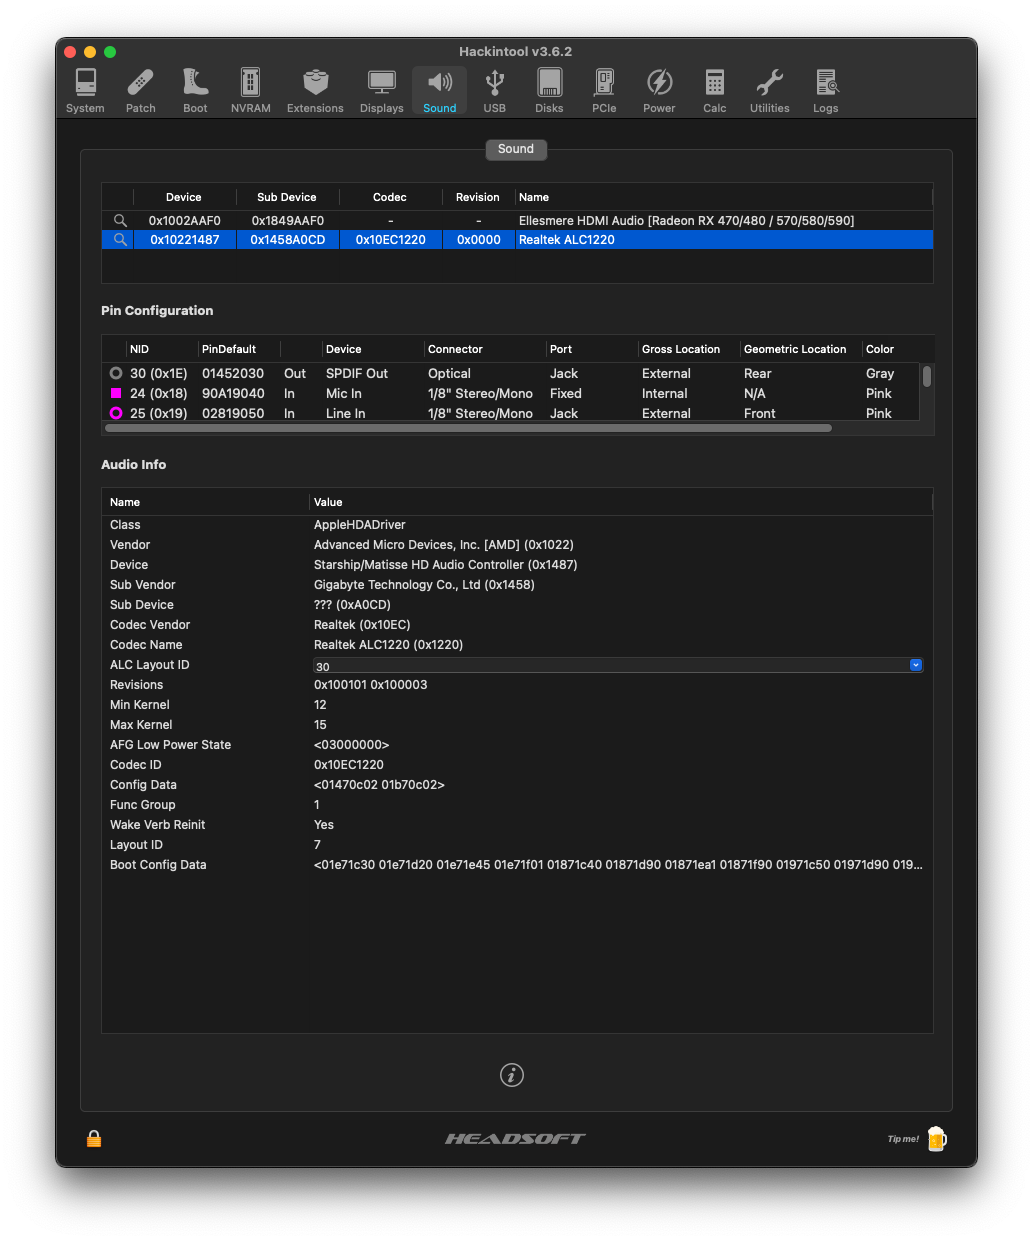 Hackintool v3.6.2
System Patch Boot NVRAM Extensions Displays Sound USB Disks PCIe Power Calc Utilities Logs
Sound
Device Sub Device Codec Revision Name
0x1002AAF0 0x1849AAF0 - - Ellesmere HDMI Audio [Radeon RX 470/480 / 570/580/590]
0x10221487 0x1458A0CD 0x10EC1220 0x0000 Realtek ALC1220
Pin Configuration
NID PinDefault Device Connector Port Gross Location Geometric Location Color
30 (0x1E) 01452030 Out SPDIF Out Optical Jack External Rear Gray
24 (0x18) 90A19040 In Mic In 1/8" Stereo/Mono Fixed Internal N/A Pink
25 (0x19) 02819050 In Line In 1/8" Stereo/Mono Jack External Front Pink
Audio Info
Name Value
Class AppleHDADriver
Vendor Advanced Micro Devices, Inc. [AMD] (0x1022)
Device Starship/Matisse HD Audio Controller (0x1487)
Sub Vendor Gigabyte Technology Co., Ltd (0x1458)
Sub Device ??? (0xA0CD)
Codec Vendor Realtek (0x10EC)
Codec Name Realtek ALC1220 (0x1220)
ALC Layout ID 30
Revisions 0x100101 0x100003
Min Kernel 12
Max Kernel 15
AFG Low Power State <03000000>
Codec ID 0x10EC1220
Config Data <01470c02 01b70c02>
Func Group 1
Wake Verb Reinit Yes
Layout ID 7
Boot Config Data <01e71c30 01e71d20 01e71e45 01e71f01 01871c40 01871d90 01871ea1 01871f90 01971c50 01971d90 019...
HEADSOFT
Tip me!